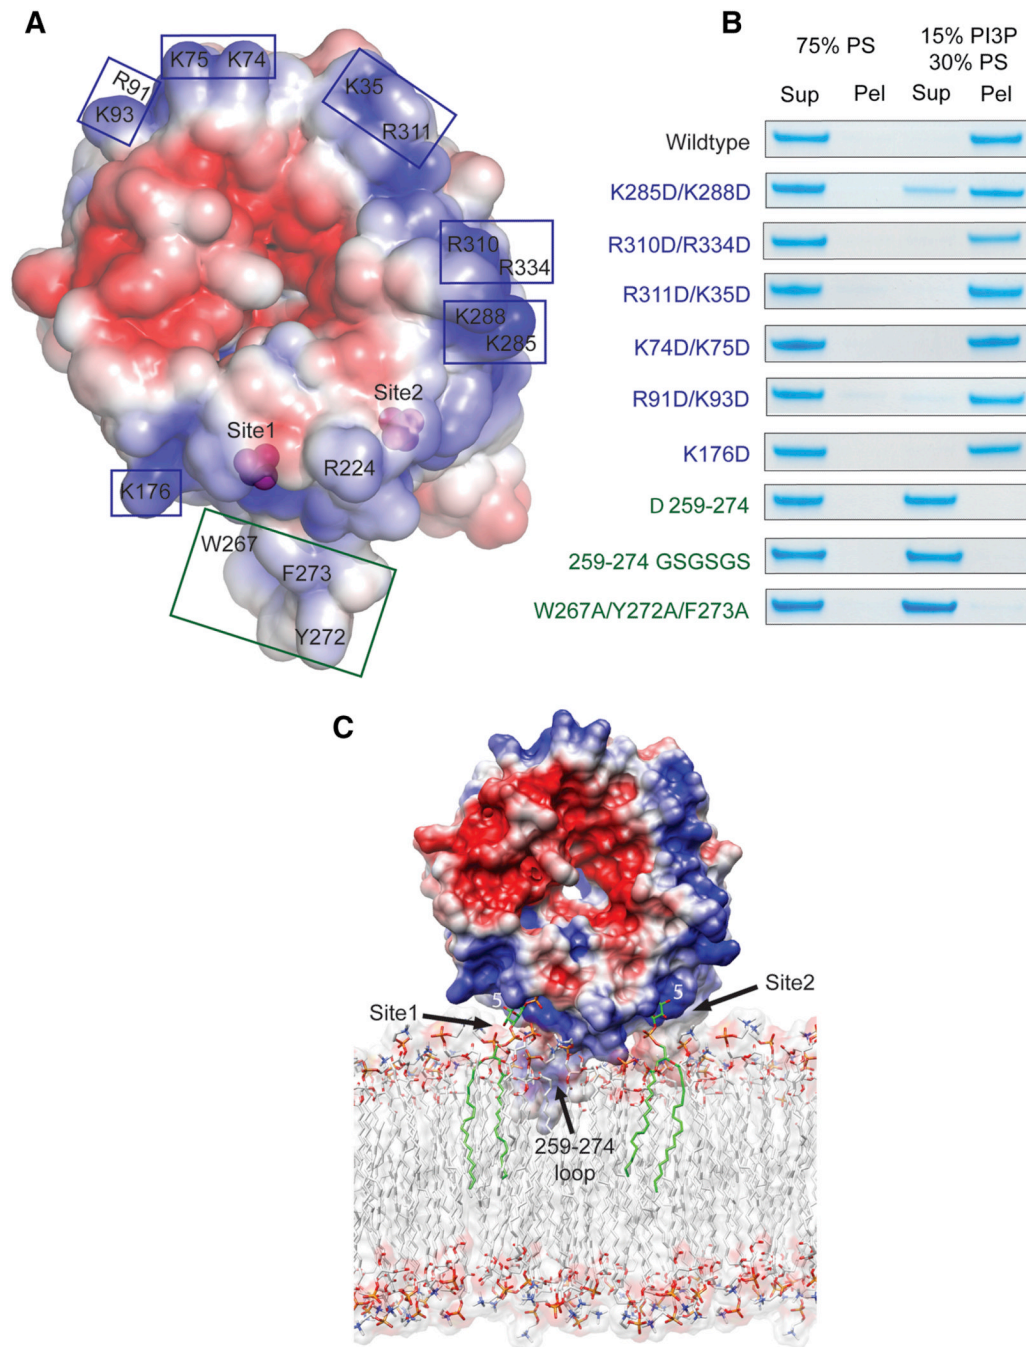 A
K75 K74
R91
K93
K35
R311
R310
R334
K288
K285
Site2
Site1
R224
K176
W267
F273
Y272
B
75% PS
15% PI3P
30% PS
Sup Pel Sup Pel
Wildtype
K285D/K288D
R310D/R334D
R311D/K35D
K74D/K75D
R91D/K93D
K176D
D 259-274
259-274 GSGSGS
W267A/Y272A/F273A
C
5
5
Site1
Site2
259-274
loop